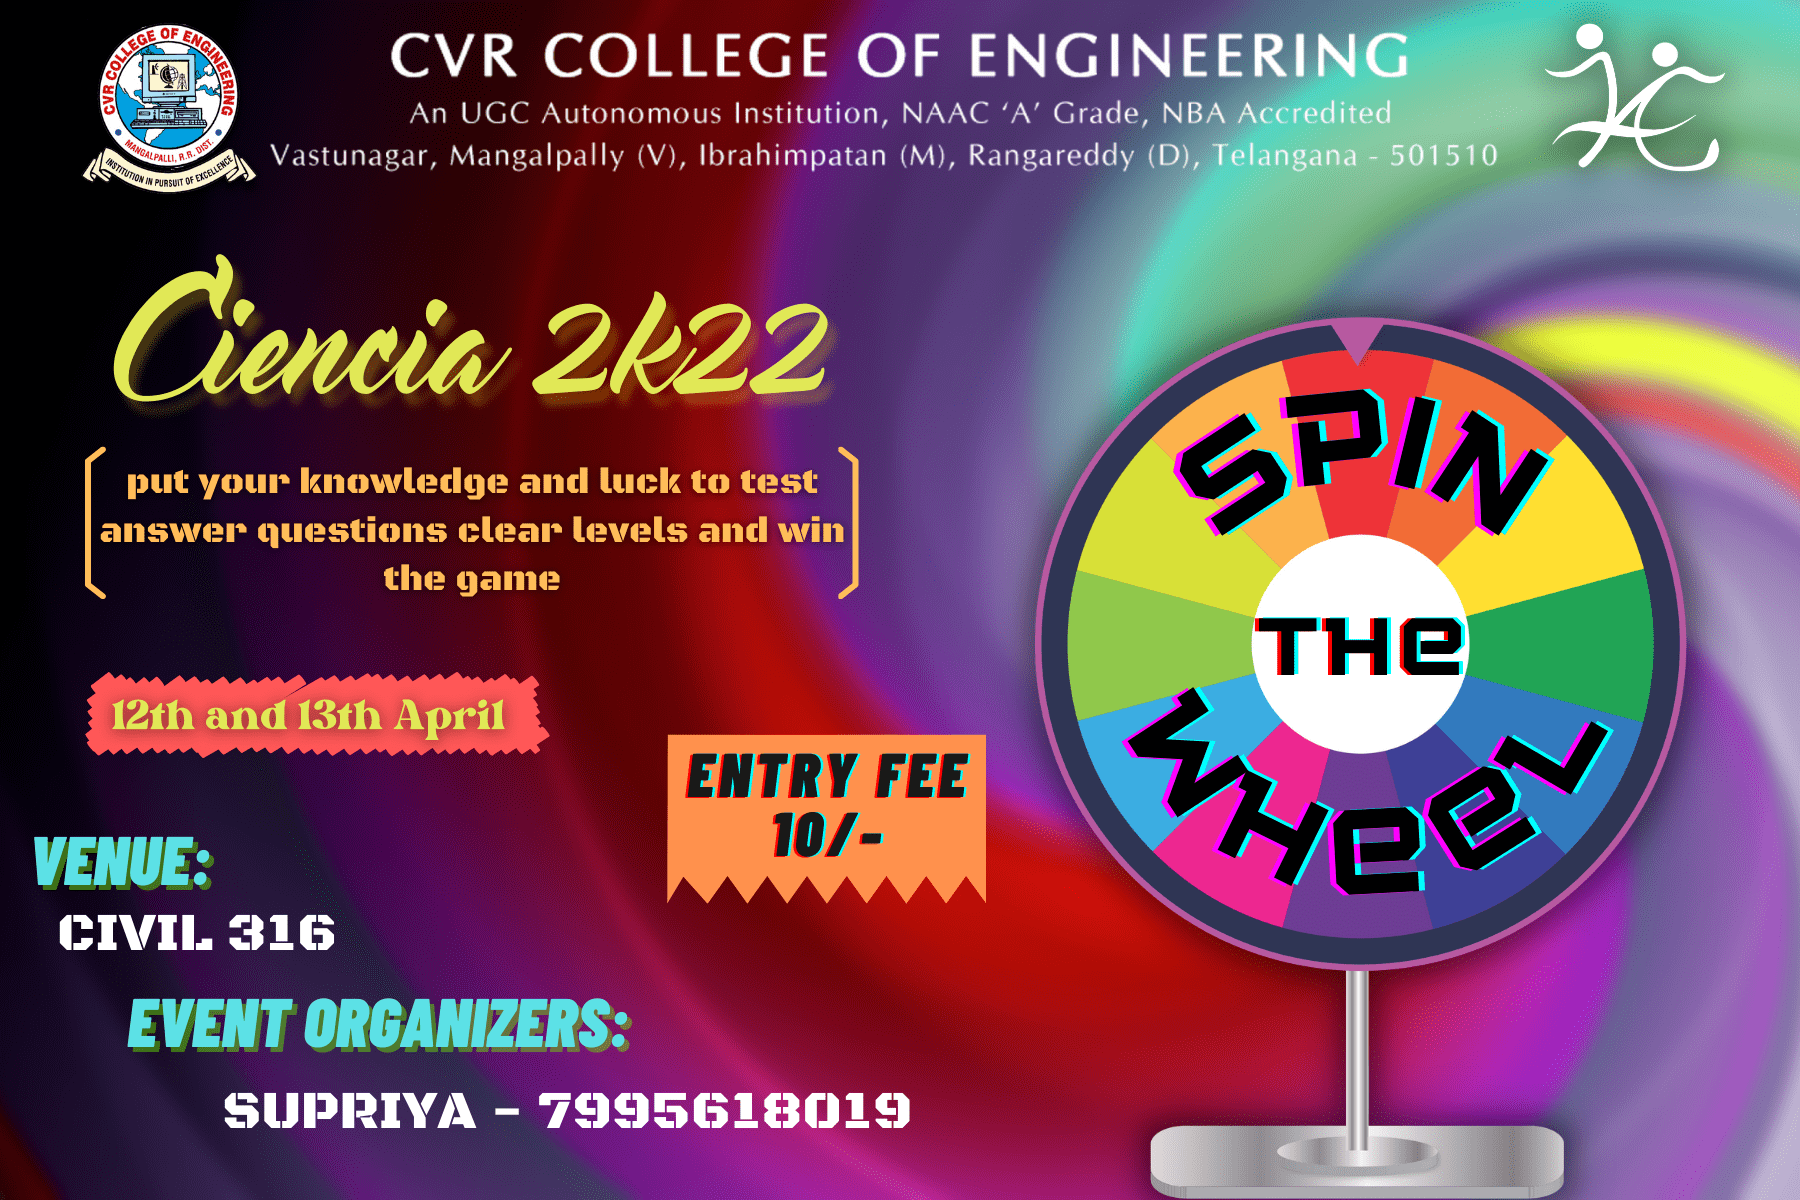 CVR COLLEGE OF ENGINEERING
An UGC Autonomous Institution, NAAC ‘A’ Grade, NBA Accredited
Vastunagar, Mangalpally (V), Ibrahimpatan (M), Rangareddy (D), Telangana - 501510
CVR COLLEGE OF ENGINEERING
MANGALPALLI, R.R. DIST.
INSTITUTION IN PURSUIT OF EXCELLENCE
Ciencia 2k22
put your knowledge and luck to test
answer questions clear levels and win
the game
12th and 13th April
ENTRY FEE
10/-
SPIN
THE
WHEEL
VENUE:
CIVIL 316
EVENT ORGANIZERS:
SUPRIYA - 7995618019